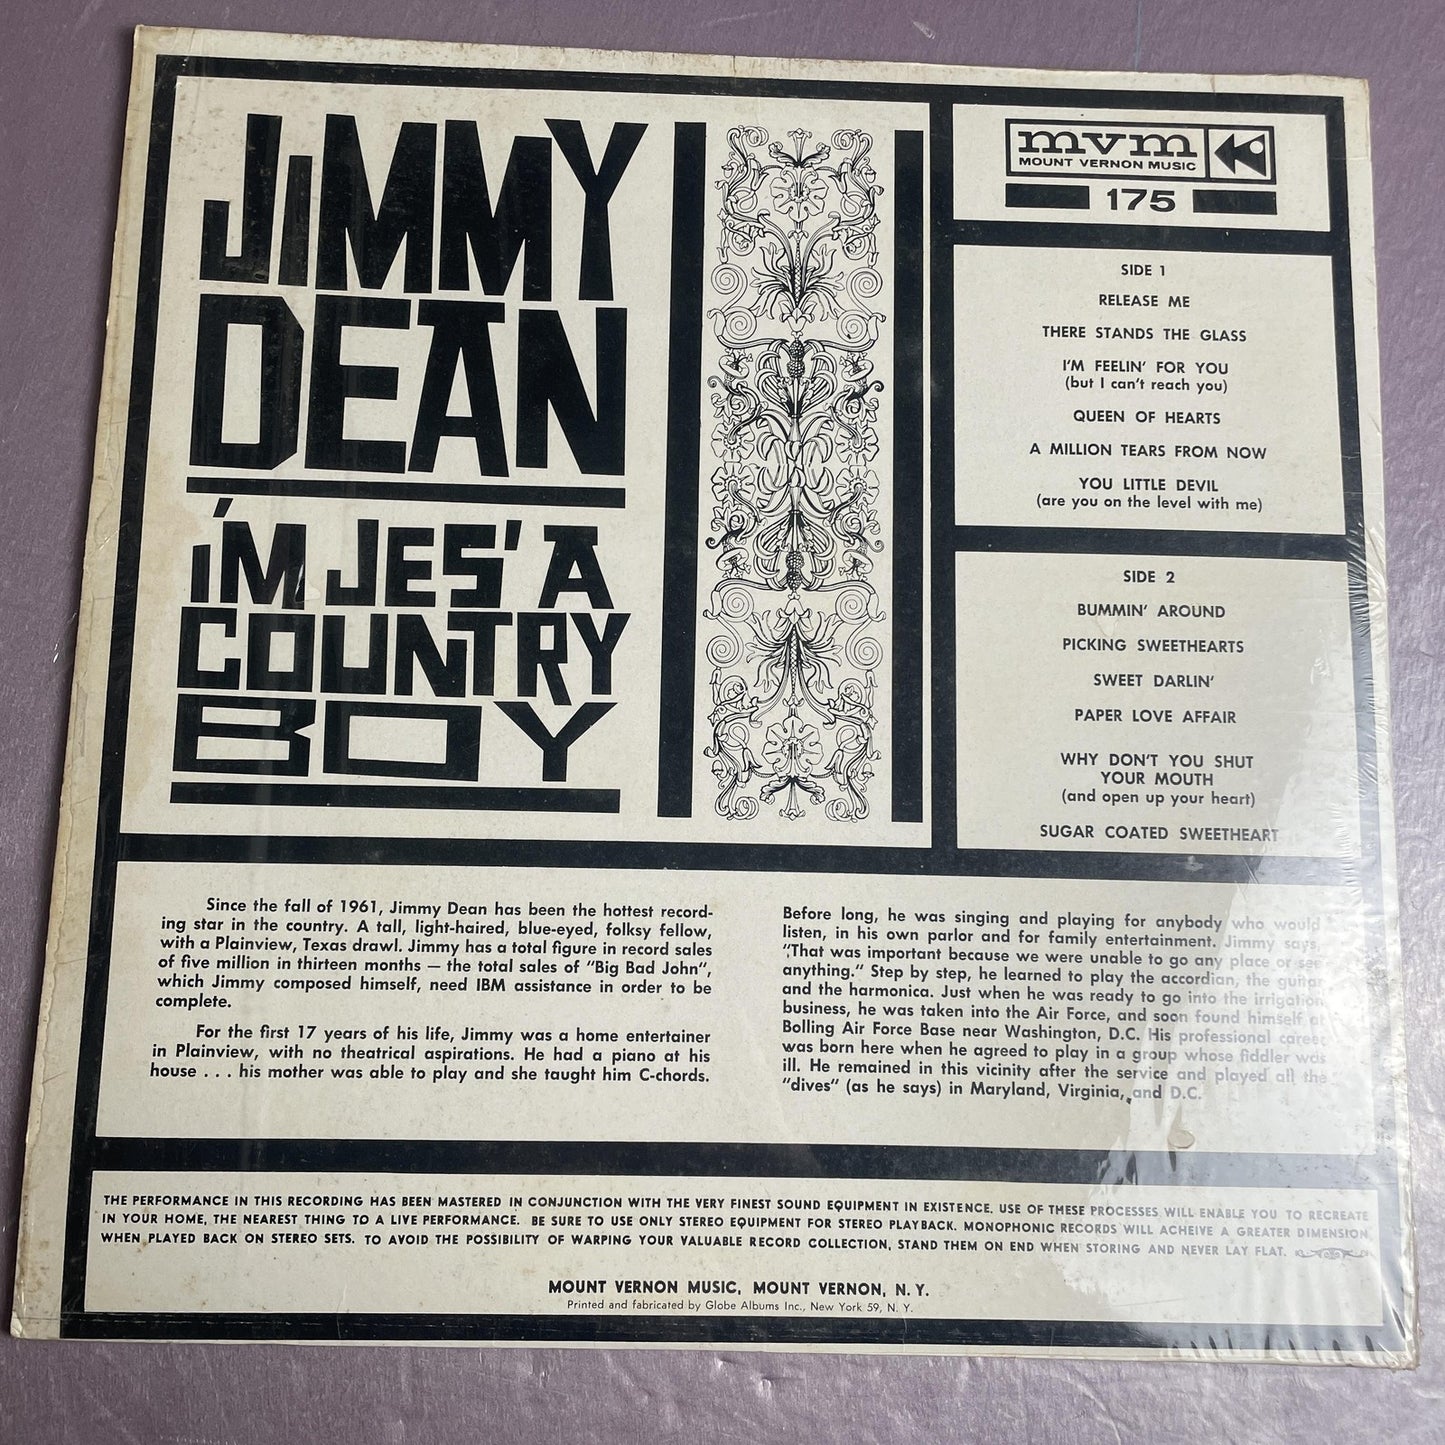 JIMMY
DEAN
I'M JES' A
COUNTRY
BOY
mvm
MOUNT VERNON MUSIC
175
SIDE 1
RELEASE ME
THERE STANDS THE GLASS
I'M FEELIN' FOR YOU
(but I can't reach you)
QUEEN OF HEARTS
A MILLION TEARS FROM NOW
YOU LITTLE DEVIL
(are you on the level with me)
SIDE 2
BUMMIN' AROUND
PICKING SWEETHEARTS
SWEET DARLIN'
PAPER LOVE AFFAIR
WHY DON'T YOU SHUT
YOUR MOUTH
(and open up your heart)
SUGAR COATED SWEETHEART
Since the fall of 1961, Jimmy Dean has been the hottest record-
ing star in the country. A tall, light-haired, blue-eyed, folksy fellow,
with a Plainview, Texas drawl. Jimmy has a total figure in record sales
of five million in thirteen months — the total sales of "Big Bad John",
which Jimmy composed himself, need IBM assistance in order to be
complete.
For the first 17 years of his life, Jimmy was a home entertainer
in Plainview, with no theatrical aspirations. He had a piano at his
house . . . his mother was able to play and she taught him C-chords.
Before long, he was singing and playing for anybody who would
listen, in his own parlor and for family entertainment. Jimmy says,
"That was important because we were unable to go any place or see
anything." Step by step, he learned to play the accordian, the guitar
and the harmonica. Just when he was ready to go into the irrigation
business, he was taken into the Air Force, and soon found himself at
Bolling Air Force Base near Washington, D.C. His professional career
was born here when he agreed to play in a group whose fiddler was
ill. He remained in this vicinity after the service and played all the
"dives" (as he says) in Maryland, Virginia, and D.C.
THE PERFORMANCE IN THIS RECORDING HAS BEEN MASTERED IN CONJUNCTION WITH THE VERY FINEST SOUND EQUIPMENT IN EXISTENCE. USE OF THESE PROCESSES WILL ENABLE YOU TO RECREATE
IN YOUR HOME, THE NEAREST THING TO A LIVE PERFORMANCE. BE SURE TO USE ONLY STEREO EQUIPMENT FOR STEREO PLAYBACK. MONOPHONIC RECORDS WILL ACHEIVE A GREATER DIMENSION
WHEN PLAYED BACK ON STEREO SETS. TO AVOID THE POSSIBILITY OF WARPING YOUR VALUABLE RECORD COLLECTION, STAND THEM ON END WHEN STORING AND NEVER LAY FLAT.
MOUNT VERNON MUSIC, MOUNT VERNON, N.Y.
Printed and fabricated by Globe Albums Inc., New York 59, N. Y.